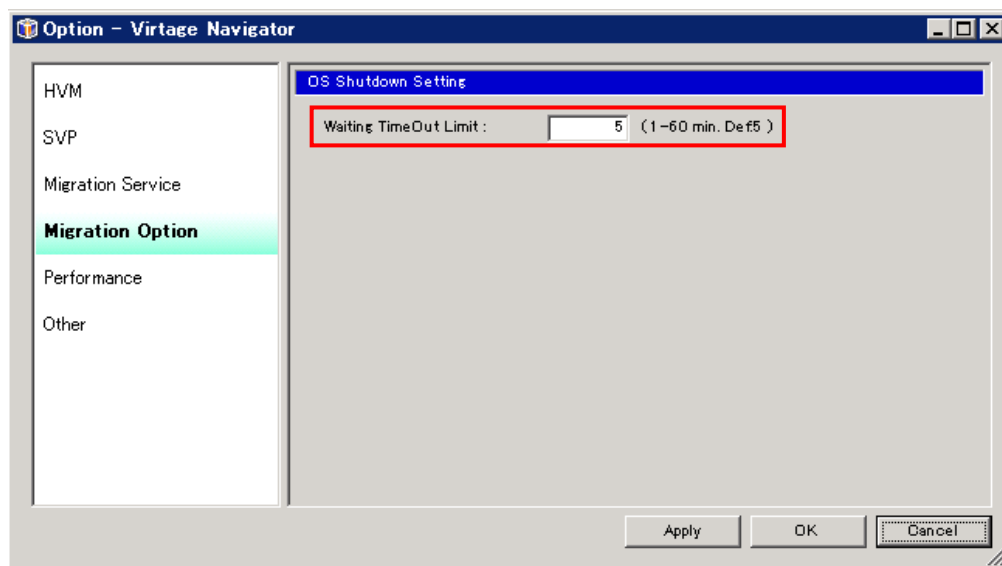 Option - Virtage Navigator
HVM
SVP
Migration Service
Migration Option
Performance
Other
OS Shutdown Setting
Waiting TimeOut Limit : 5 (1-60 min. Def.5 )
Apply OK Cancel